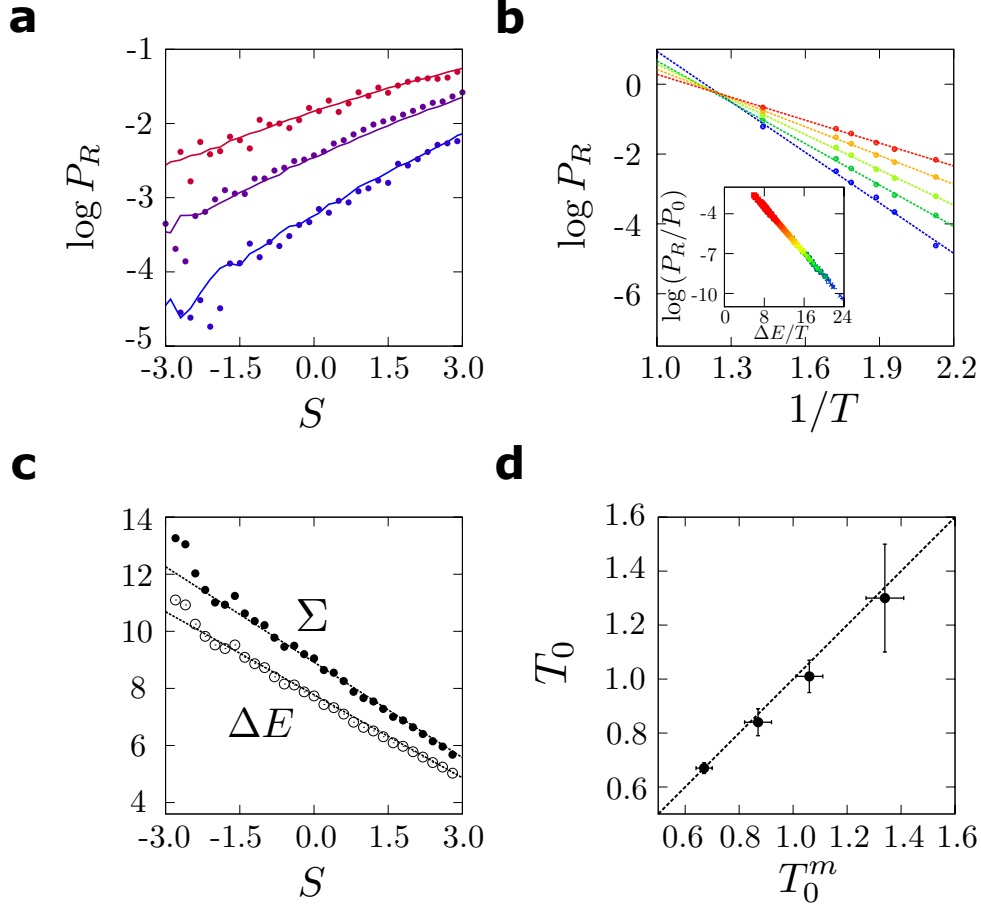 a
log P_R
-1
-2
-3
-4
-5
-3.0 -1.5 0.0 1.5 3.0
S
b
log P_R
0
-2
-4
-6
1.0 1.3 1.6 1.9 2.2
1/T
log (P_R/P_0)
-4
-7
-10
0 8 16 24
ΔE/T
c
14
12
10
8
6
4
Σ
ΔE
-3.0 -1.5 0.0 1.5 3.0
S
d
T_0
1.6
1.4
1.2
1.0
0.8
0.6
0.6 0.8 1.0 1.2 1.4 1.6
T_0^m